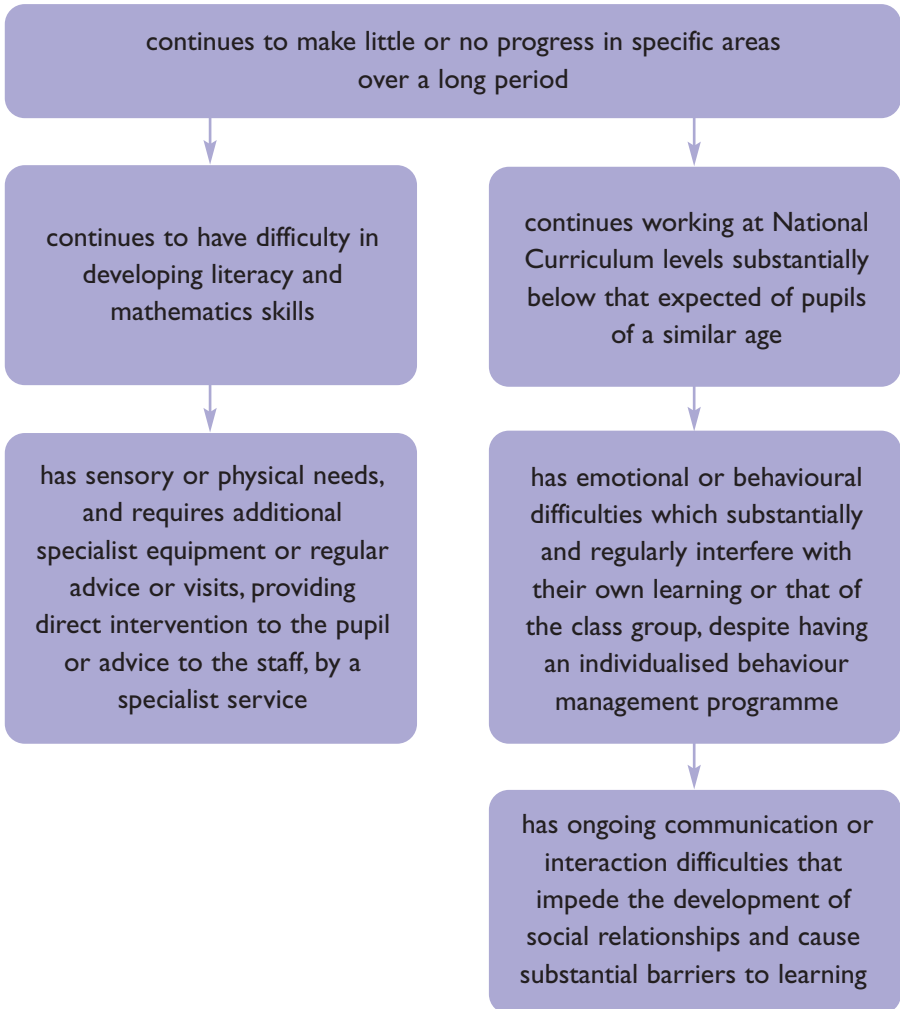 continues to make little or no progress in specific areas
over a long period
continues to have difficulty in
developing literacy and
mathematics skills
continues working at National
Curriculum levels substantially
below that expected of pupils
of a similar age
has sensory or physical needs,
and requires additional
specialist equipment or regular
advice or visits, providing
direct intervention to the pupil
or advice to the staff, by a
specialist service
has emotional or behavioural
difficulties which substantially
and regularly interfere with
their own learning or that of
the class group, despite having
an individualised behaviour
management programme
has ongoing communication or
interaction difficulties that
impede the development of
social relationships and cause
substantial barriers to learning